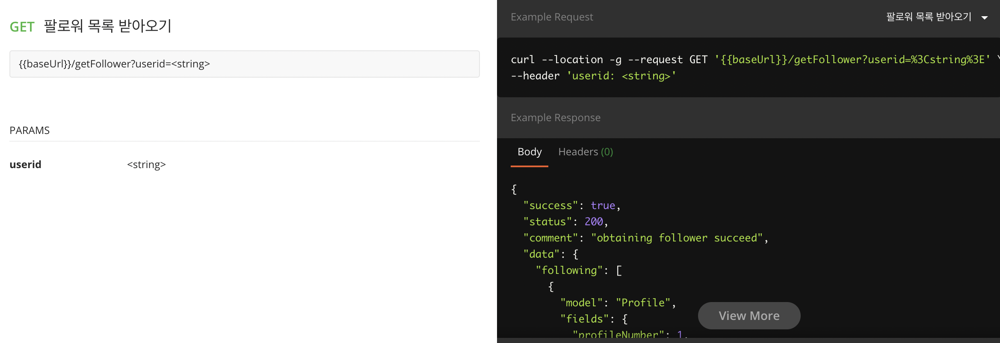 GET 팔로워 목록 받아오기
{{baseUrl}}/getFollower?userid=<string>
PARAMS
userid <string>
Example Request 팔로워 목록 받아오기
curl --location -g --request GET '{{baseUrl}}/getFollower?userid=%3Cstring%3E' \
--header 'userid: <string>'
Example Response
Body Headers (0)
{
"success": true,
"status": 200,
"comment": "obtaining follower succeed",
"data": {
"following": [
{
"model": "Profile",
"fields": {
"profileNumber": 1,
View More